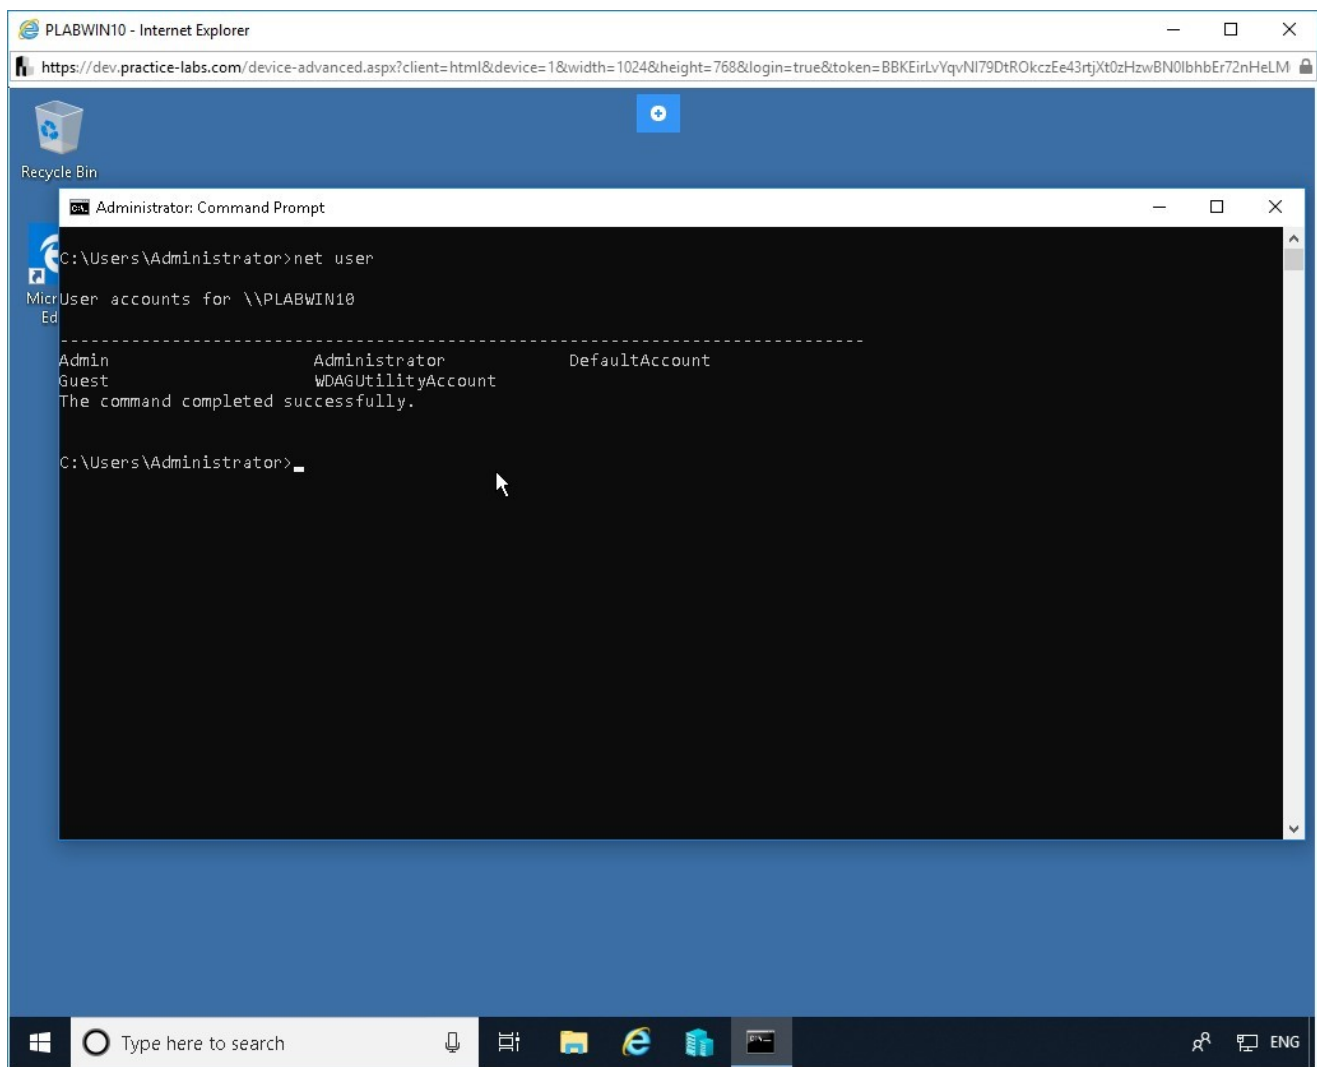 PLABWIN10 - Internet Explorer
https://dev.practice-labs.com/device-advanced.aspx?client=html&device=1&width=1024&height=768&login=true&token=BBKEirLvYqvNI79DtROkczEe43rtjXt0zHzwBN0IbhbEr72nHeLM
Recycle Bin
Administrator: Command Prompt
C:\Users\Administrator>net user
Micr
Ed
User accounts for \\PLABWIN10
-------------------------------------------------------------------------------
Admin                    Administrator            DefaultAccount
Guest                    WDAGUtilityAccount
The command completed successfully.
C:\Users\Administrator>
Type here to search
ENG